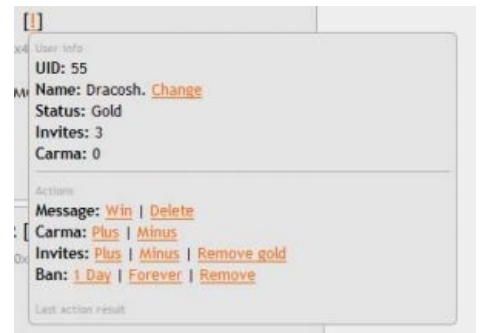 [!]
User info
UID: 55
Name: Dracosh. Change
Status: Gold
Invites: 3
Carma: 0
Actions
Message: Win | Delete
Carma: Plus | Minus
Invites: Plus | Minus | Remove gold
Ban: 1 Day | Forever | Remove
Last action result